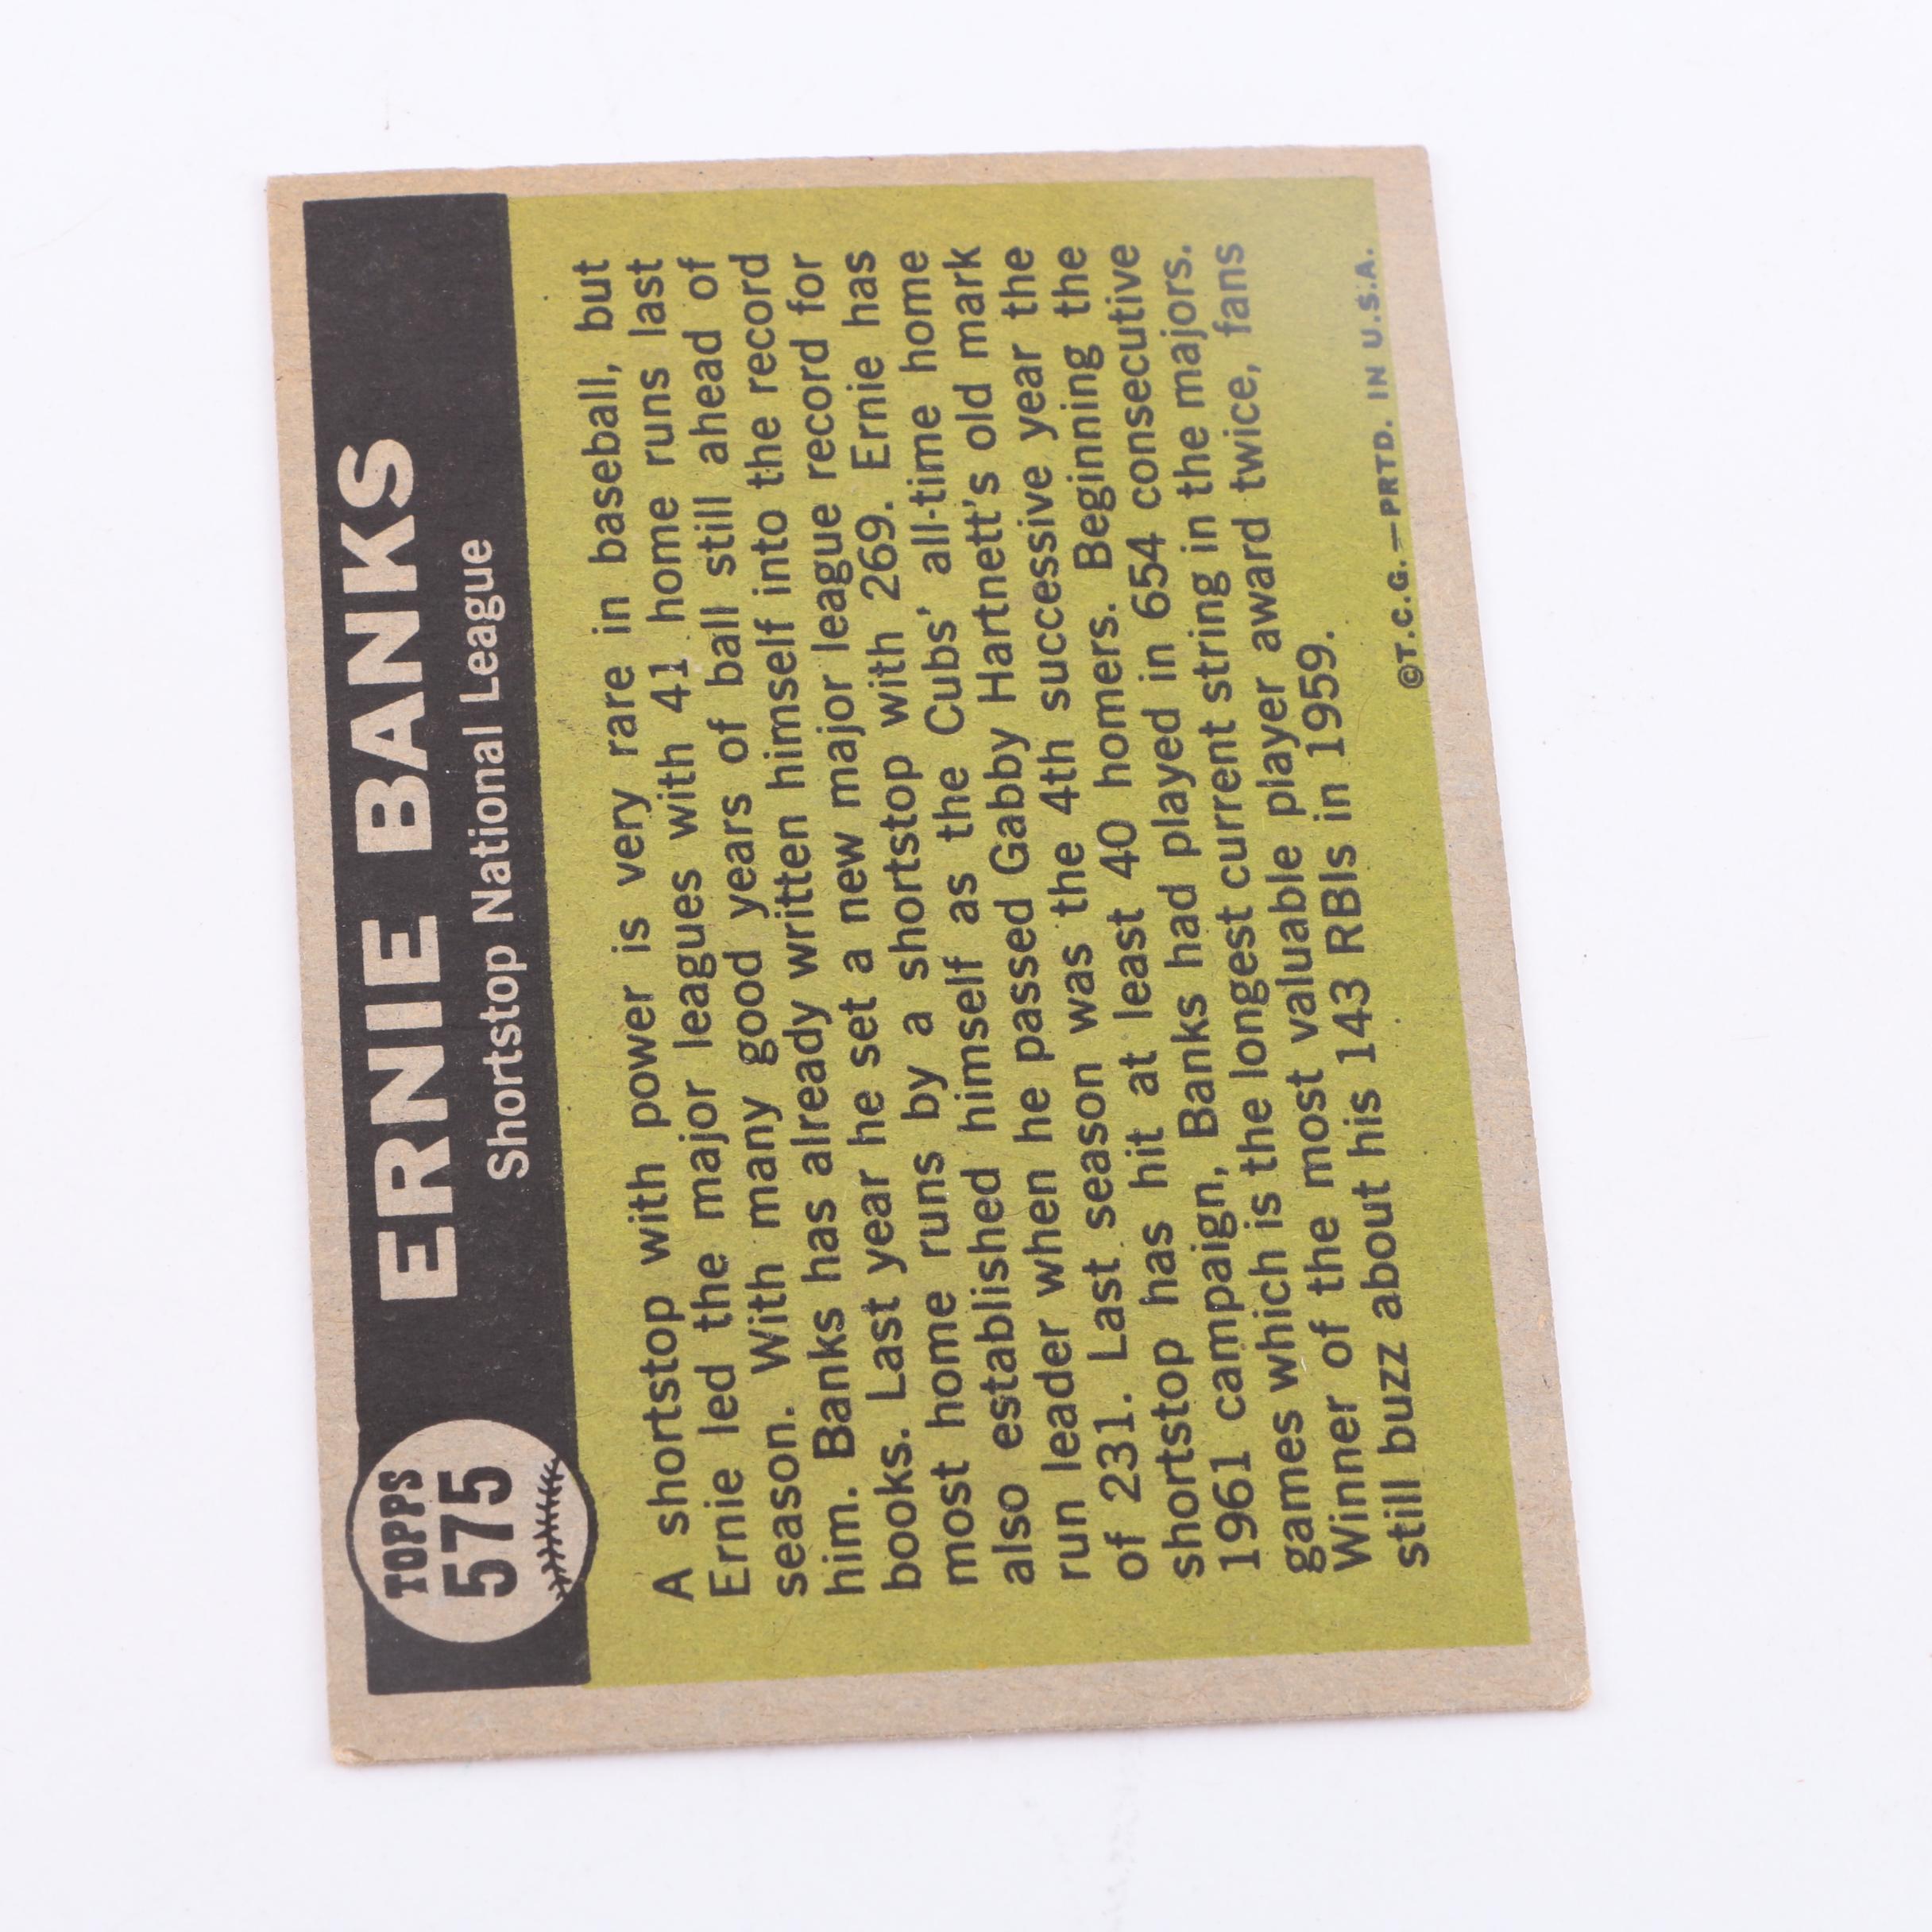 TOPPS
575
ERNIE BANKS
Shortstop National League
A shortstop with power is very rare in baseball, but
Ernie led the major leagues with 41 home runs last
season. With many good years of ball still ahead of
him. Banks has already written himself into the record
books. Last year he set a new major league record for
most home runs by a shortstop with 269. Ernie has
also established himself as the Cubs' all-time home
run leader when he passed Gabby Hartnett's old mark
of 231. Last season was the 4th successive year the
shortstop has hit at least 40 homers. Beginning the
1961 campaign, Banks had played in 654 consecutive
games which is the longest current string in the majors.
Winner of the most valuable player award twice, fans
still buzz about his 143 RBIs in 1959.
©T.C.G.—PRTD. IN U.S.A.